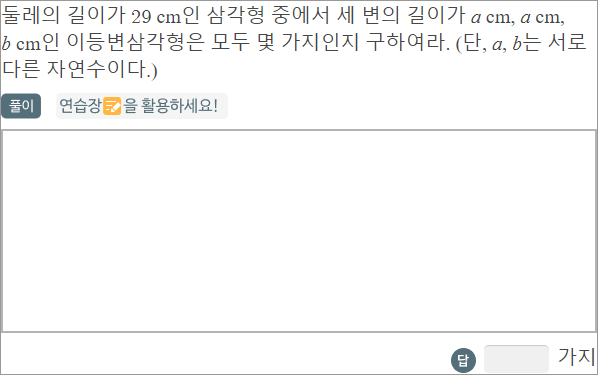 둘레의 길이가 29 cm인 삼각형 중에서 세 변의 길이가 a cm, a cm,
b cm인 이등변삼각형은 모두 몇 가지인지 구하여라. (단, a, b는 서로
다른 자연수이다.)
풀이 연습장을 활용하세요!
답 가지